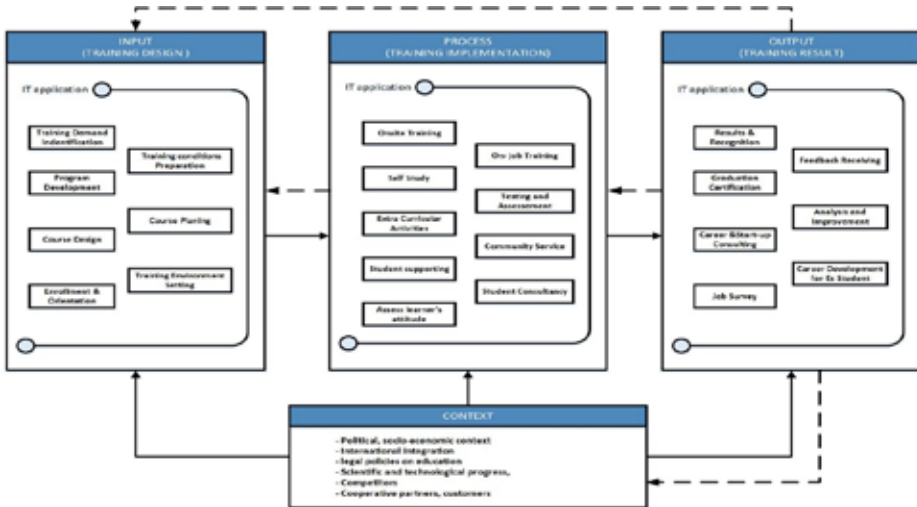 INPUT
(TRAINING DESIGN )
IT application
Training Demand
Indentification
Training conditions
Preparation
Program
Development
Course Planing
Course Design
Training Environment
Setting
Enrollment &
Orientation
PROCESS
(TRAINING IMPLEMENTATION)
IT application
Onsite Training
On- job Training
Self Study
Testing and
Assessement
Extra Curricular
Activities
Community Service
Student supporting
Student Consultancy
Assess learner's
attitude
OUTPUT
(TRAINING RESULT)
IT application
Results &
Recognition
Feedback Receiving
Graduation
Certification
Analysis and
Improvement
Career &Start-up
Consulting
Career Development
for Ex Student
Job Survey
CONTEXT
- Political, socio-economic context
- International Integration
- legal policies on education
- Scientific and technological progress,
- Competitors
- Cooperative partners, customers